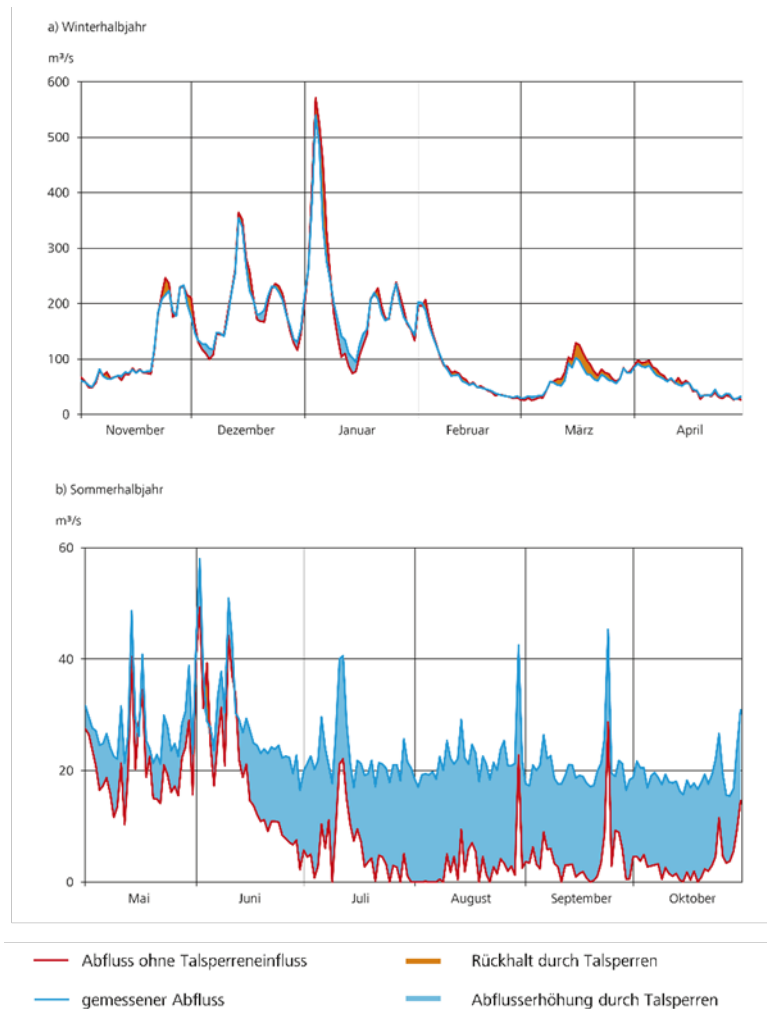 a) Winterhalbjahr
m³/s
600
500
400
300
200
100
0
November Dezember Januar Februar März April
b) Sommerhalbjahr
m³/s
60
40
20
0
Mai Juni Juli August September Oktober
Abfluss ohne Talsperreneinfluss Rückhalt durch Talsperren
gemessener Abfluss Abflusserhöhung durch Talsperren